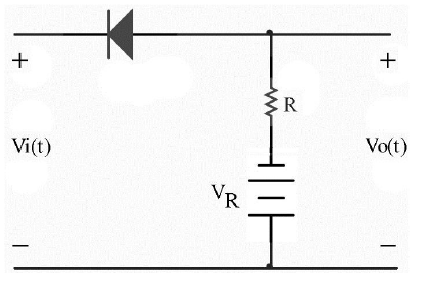 + +
R
Vi(t) Vo(t)
VR
− −